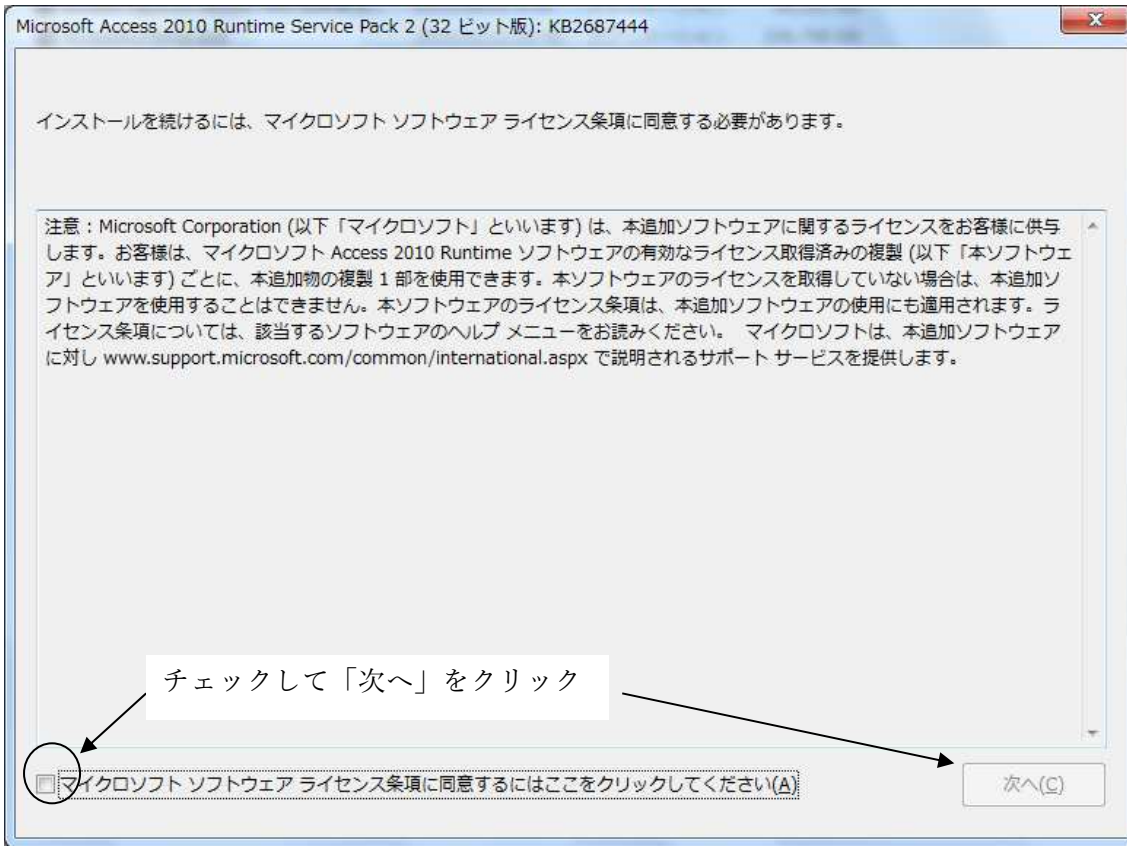 Microsoft Access 2010 Runtime Service Pack 2 (32 ビット版): KB2687444
インストールを続けるには、マイクロソフト ソフトウェア ライセンス条項に同意する必要があります。
注意 : Microsoft Corporation (以下「マイクロソフト」といいます) は、本追加ソフトウェアに関するライセンスをお客様に供与
します。お客様は、マイクロソフト Access 2010 Runtime ソフトウェアの有効なライセンス取得済みの複製 (以下「本ソフトウェ
ア」といいます) ごとに、本追加物の複製 1 部を使用できます。本ソフトウェアのライセンスを取得していない場合は、本追加ソ
フトウェアを使用することはできません。本ソフトウェアのライセンス条項は、本追加ソフトウェアの使用にも適用されます。ラ
イセンス条項については、該当するソフトウェアのヘルプ メニューをお読みください。 マイクロソフトは、本追加ソフトウェア
に対し www.support.microsoft.com/common/international.aspx で説明されるサポート サービスを提供します。
チェックして「次へ」をクリック
マイクロソフト ソフトウェア ライセンス条項に同意するにはここをクリックしてください(A)
次へ(C)